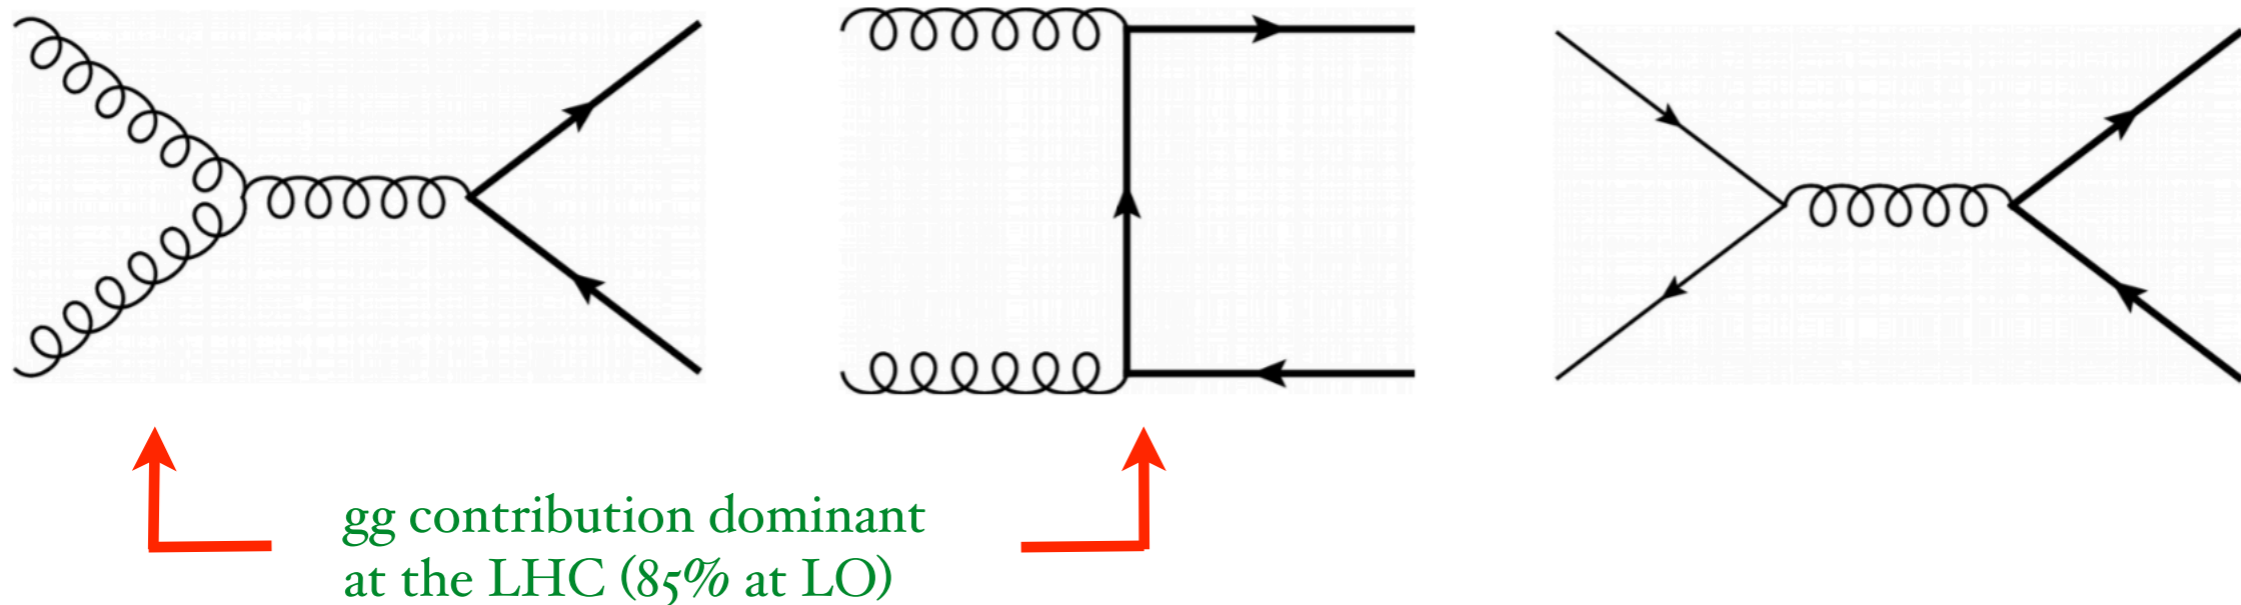 gg contribution dominant
at the LHC (85% at LO)